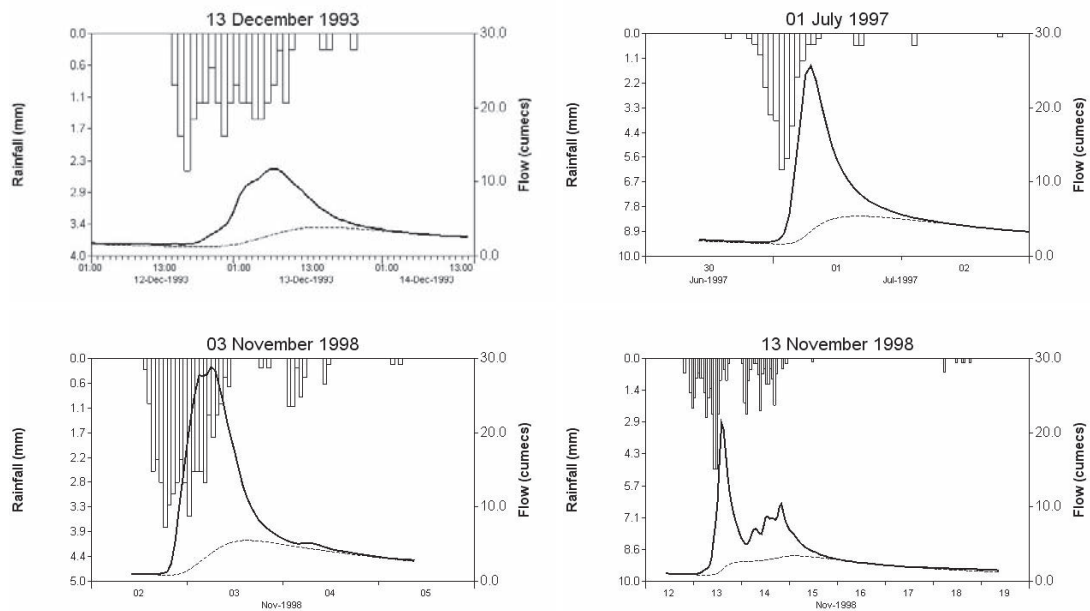 13 December 1993
0.0
0.6
1.1
1.7
2.3
2.9
3.4
4.0
Rainfall (mm)
30.0
20.0
10.0
0.0
Flow (cumecs)
01:00 13:00 01:00 13:00 01:00 13:00
12-Dec-1993 13-Dec-1993 14-Dec-1993
01 July 1997
0.0
1.1
2.2
3.3
4.4
5.6
6.7
7.8
8.9
10.0
Rainfall (mm)
30.0
20.0
10.0
0.0
Flow (cumecs)
30 01 02
Jun-1997 Jul-1997
03 November 1998
0.0
0.6
1.1
1.7
2.2
2.8
3.3
3.9
4.4
5.0
Rainfall (mm)
30.0
20.0
10.0
0.0
Flow (cumecs)
02 03 04 05
Nov-1998
13 November 1998
0.0
1.4
2.9
4.3
5.7
7.1
8.6
10.0
Rainfall (mm)
30.0
20.0
10.0
0.0
Flow (cumecs)
12 13 14 15 16 17 18 19
Nov-1998